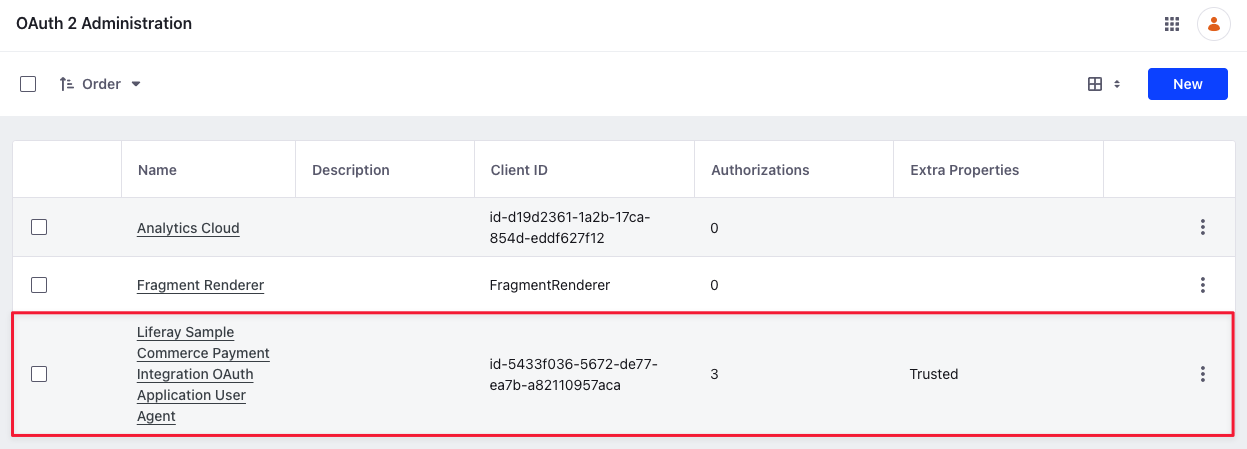 OAuth 2 Administration
Order
New
Name
Description
Client ID
Authorizations
Extra Properties
Analytics Cloud
id-d19d2361-1a2b-17ca-
854d-eddf627f12
0
Fragment Renderer
FragmentRenderer
0
Liferay Sample
Commerce Payment
Integration OAuth
Application User
Agent
id-5433f036-5672-de77-
ea7b-a82110957aca
3
Trusted